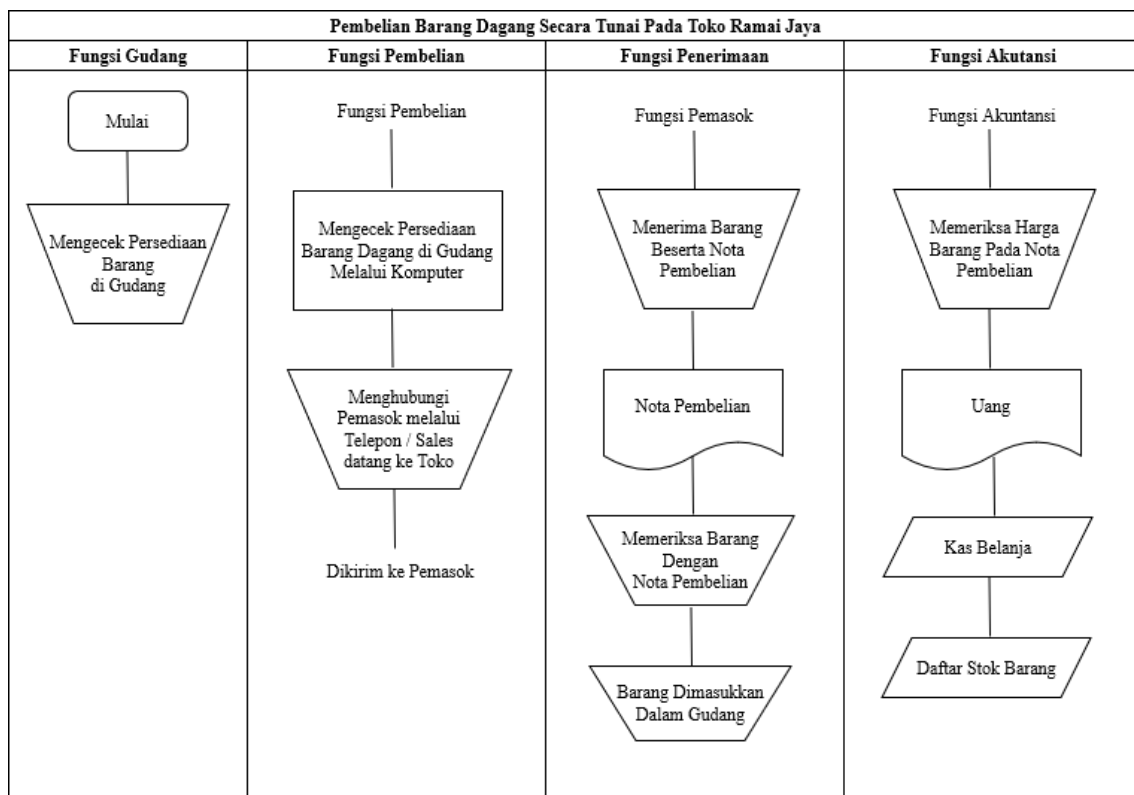 Pembelian Barang Dagang Secara Tunai Pada Toko Ramai Jaya
Fungsi Gudang
Fungsi Pembelian
Fungsi Penerimaan
Fungsi Akutansi
Mulai
Mengecek Persediaan
Barang
di Gudang
Fungsi Pembelian
Mengecek Persediaan
Barang Dagang di Gudang
Melalui Komputer
Menghubungi
Pemasok melalui
Telepon / Sales
datang ke Toko
Dikirim ke Pemasok
Fungsi Pemasok
Menerima Barang
Beserta Nota
Pembelian
Nota Pembelian
Memeriksa Barang
Dengan
Nota Pembelian
Barang Dimasukkan
Dalam Gudang
Fungsi Akuntansi
Memeriksa Harga
Barang Pada Nota
Pembelian
Uang
Kas Belanja
Daftar Stok Barang